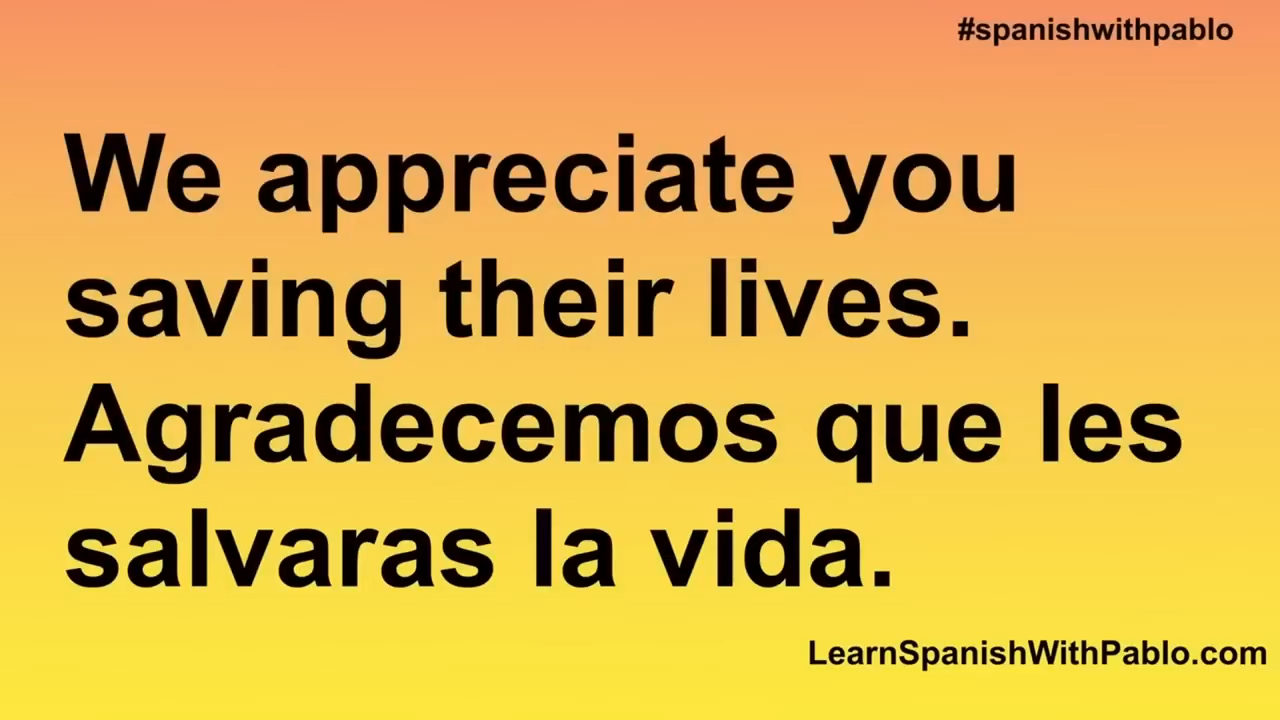 #spanishwithpablo
We appreciate you
saving their lives.
Agradecemos que les
salvaras la vida.
LearnSpanishWithPablo.com